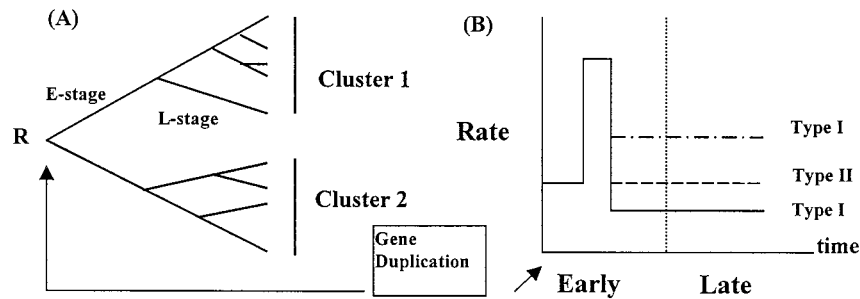 (A)
E-stage
L-stage
R
Cluster 1
Cluster 2
Gene
Duplication
(B)
Rate
Type I
Type II
Type I
time
Early
Late